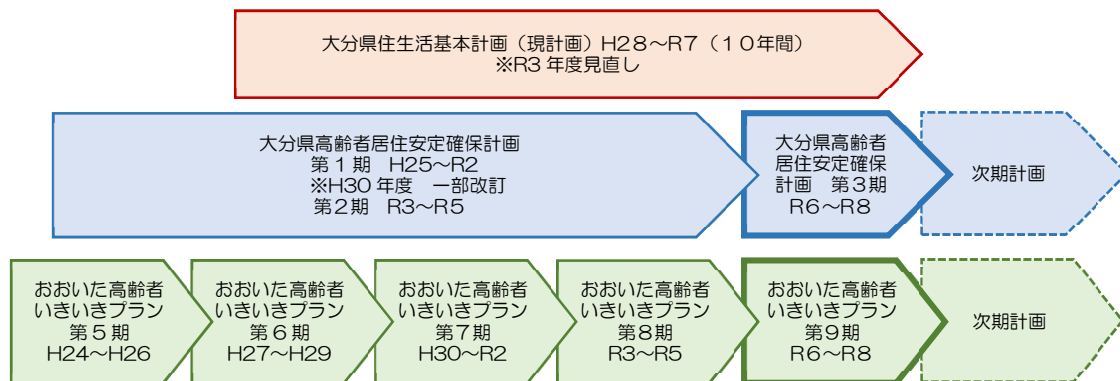 大分県住生活基本計画（現計画）H28～R7（１０年間）
※R3 年度見直し
大分県高齢者居住安定確保計画
第１期　H25～R2
※H30 年度　一部改訂
第２期　R3～R5
大分県高齢者
居住安定確保
計画　第３期
R６～R８
次期計画
おおいた高齢者
いきいきプラン
第５期
H24～H26
おおいた高齢者
いきいきプラン
第６期
H27～H29
おおいた高齢者
いきいきプラン
第７期
H30～R２
おおいた高齢者
いきいきプラン
第８期
R３～R５
おおいた高齢者
いきいきプラン
第９期
R６～R８
次期計画